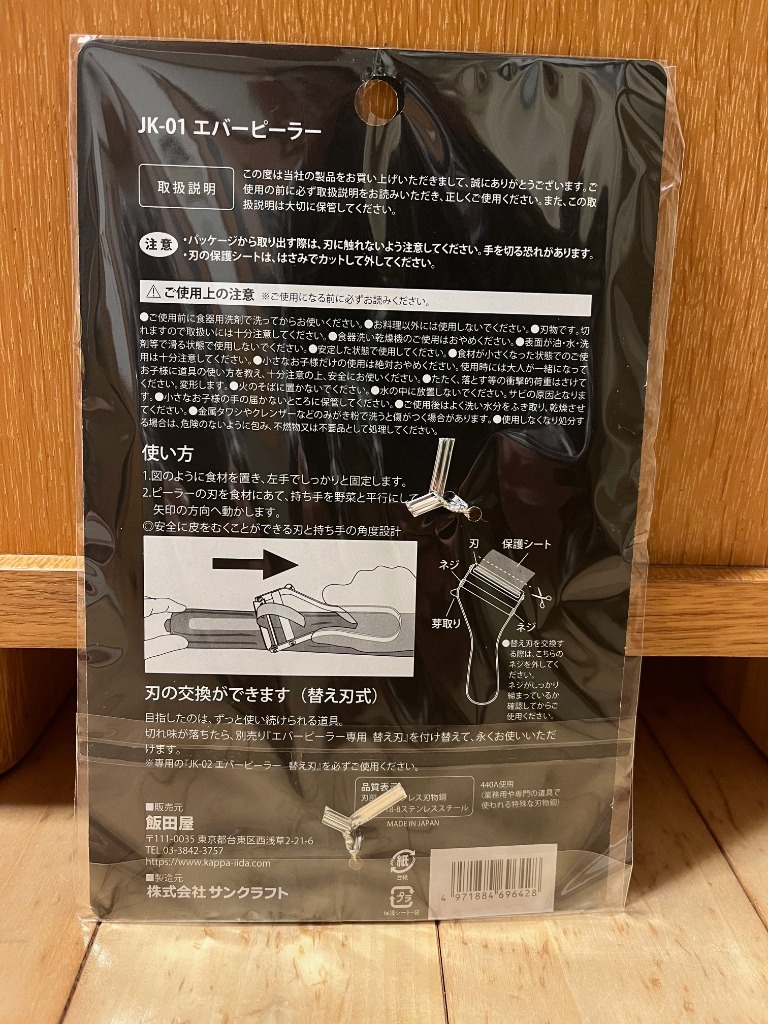 JK-01 エバーピーラー
取扱説明
この度は当社の製品をお買い上げいただきまして、誠にありがとうございます。ご
使用の前に必ず取扱説明をお読みいただき、正しくご使用ください。また、この取
扱説明は大切に保管してください。
注意
・パッケージから取り出す際は、刃に触れないよう注意してください。手を切る恐れがあります。
・刃の保護シートは、はさみでカットして外してください。
⚠ご使用上の注意 ※ご使用になる前に必ずお読みください。
●ご使用前に食器用洗剤で洗ってからお使いください。●お料理以外には使用しないでください。●刃物です。切
れますので取扱いには十分注意してください。●食器洗い乾燥機のご使用はおやめください。●表面が油・水・洗
剤等で滑る状態で使用しないでください。●安定した状態で使用してください。●食材が小さくなった状態でのご使
用は十分注意してください。●小さなお子様だけの使用は絶対おやめください。使用時には大人が一緒になって
お子様に道具の使い方を教え、十分注意の上、安全にお使いください。●たたく、落とす等の衝撃的荷重はさけて
ください。変形します。●火のそばに置かないでください。●水の中に放置しないでください。サビの原因となりま
す。●小さなお子様の手の届かないところに保管してください。●ご使用後はよく洗い水分をふき取り、乾燥させ
てください。●金属タワシやクレンザーなどのみがき粉で洗うと傷がつく場合があります。●使用しなくなり処分す
る場合は、危険のないように包み、不燃物又は不要品として処理してください。
使い方
1.図のように食材を置き、左手でしっかりと固定します。
2.ピーラーの刃を食材にあて、持ち手を野菜と平行にして
矢印の方向へ動かします。
◎安全に皮をむくことができる刃と持ち手の角度設計
刃
保護シート
ネジ
芽取り
ネジ
●替え刃を交換す
る際は、こちらの
ネジを外してく
ださい。
ネジがしっかり
締まっているか
確認してからご
使用ください。
刃の交換ができます（替え刃式）
目指したのは、ずっと使い続けられる道具。
切れ味が落ちたら、別売り『エバーピーラー専用 替え刃』を付け替えて、永くお使いいただ
けます。
※専用の『JK-02 エバーピーラー 替え刃』を必ずご使用ください。
品質表示
刃部 レス刃物鋼
8-8ステンレススチール
440A使用
（業務用や専門の道具で
使われる特殊な刃物鋼）
MADE IN JAPAN
■販売元
飯田屋
〒111-0035 東京都台東区西浅草2-21-6
TEL 03-3842-3757
https://www.kappa-iida.com
■製造元
株式会社 サンクラフト
紙
台紙
プラ
保護シート・袋
4 971884 696428